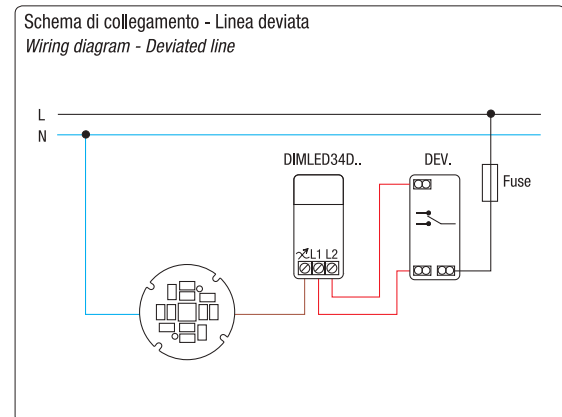 Schema di collegamento - Linea deviata
Wiring diagram - Deviated line
L
N
DIMLED34D..
DEV.
Fuse
L1 L2